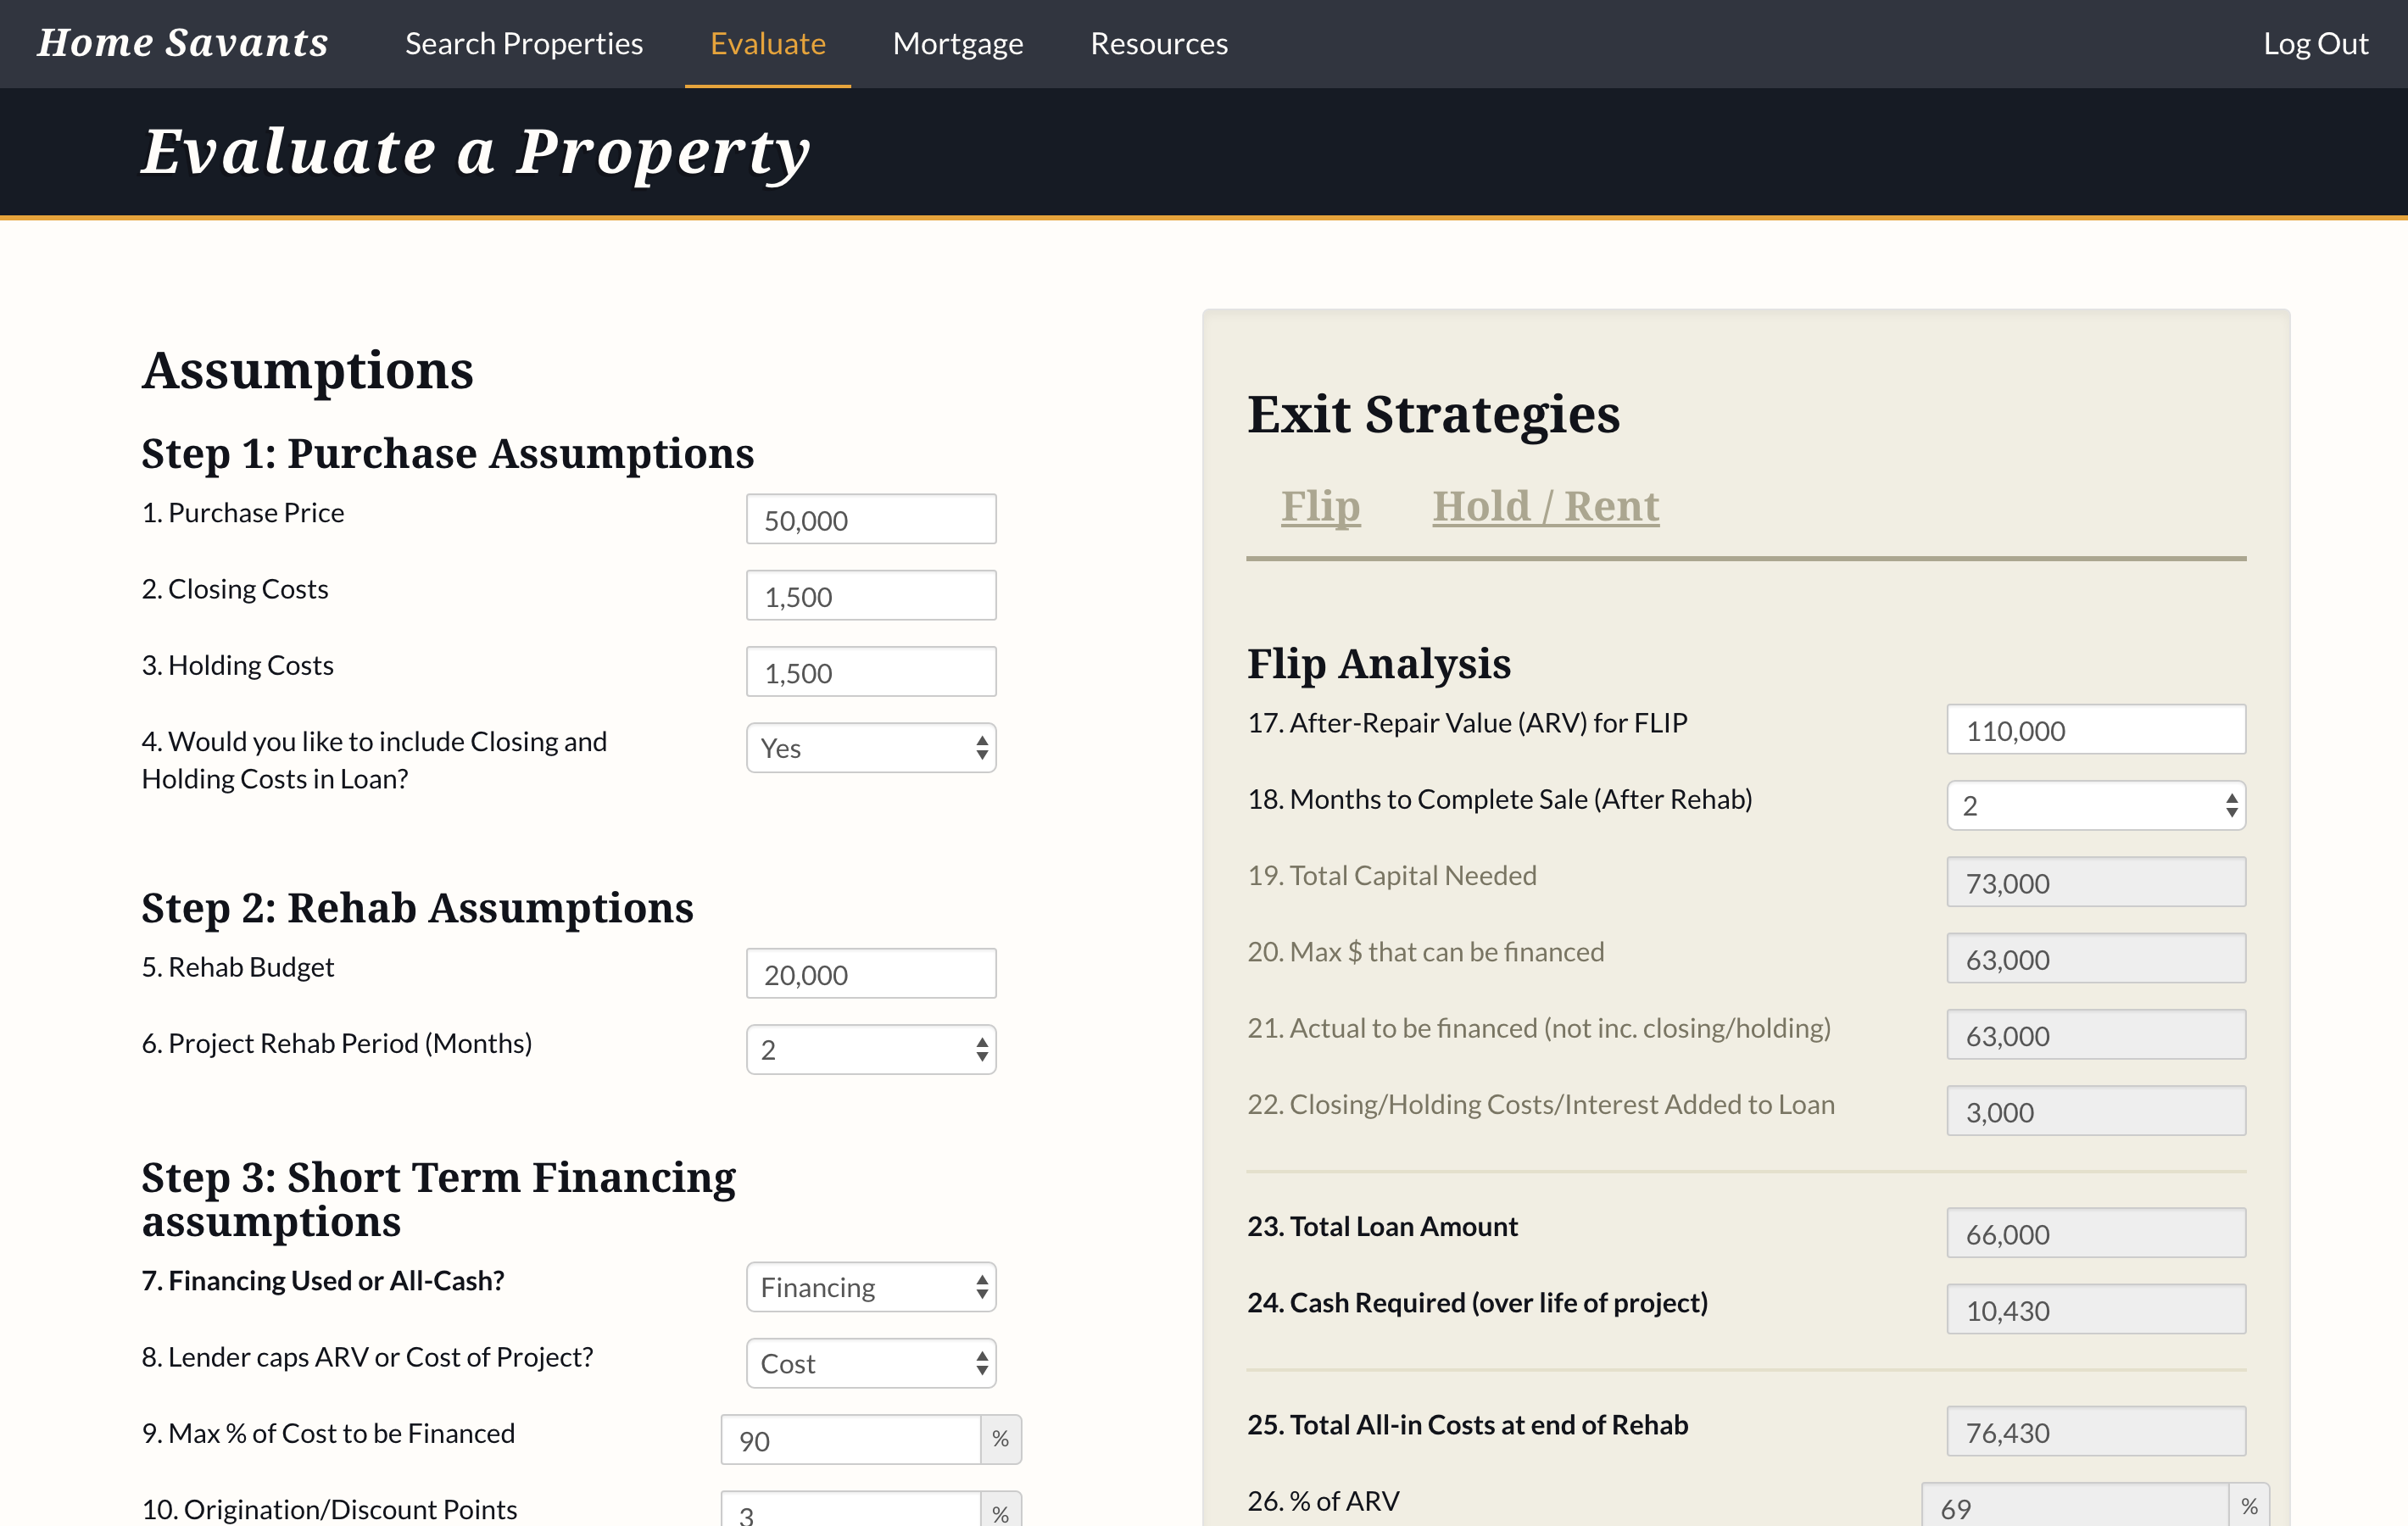 Home Savants
Search Properties
Evaluate
Mortgage
Resources
Log Out
Evaluate a Property
Assumptions
Step 1: Purchase Assumptions
1. Purchase Price
50,000
2. Closing Costs
1,500
3. Holding Costs
1,500
4. Would you like to include Closing and
Holding Costs in Loan?
Yes
Step 2: Rehab Assumptions
5. Rehab Budget
20,000
6. Project Rehab Period (Months)
2
Step 3: Short Term Financing
assumptions
7. Financing Used or All-Cash?
Financing
8. Lender caps ARV or Cost of Project?
Cost
9. Max % of Cost to be Financed
90 %
10. Origination/Discount Points
3 %
Exit Strategies
Flip
Hold / Rent
Flip Analysis
17. After-Repair Value (ARV) for FLIP
110,000
18. Months to Complete Sale (After Rehab)
2
19. Total Capital Needed
73,000
20. Max $ that can be financed
63,000
21. Actual to be financed (not inc. closing/holding)
63,000
22. Closing/Holding Costs/Interest Added to Loan
3,000
23. Total Loan Amount
66,000
24. Cash Required (over life of project)
10,430
25. Total All-in Costs at end of Rehab
76,430
26. % of ARV
69 %